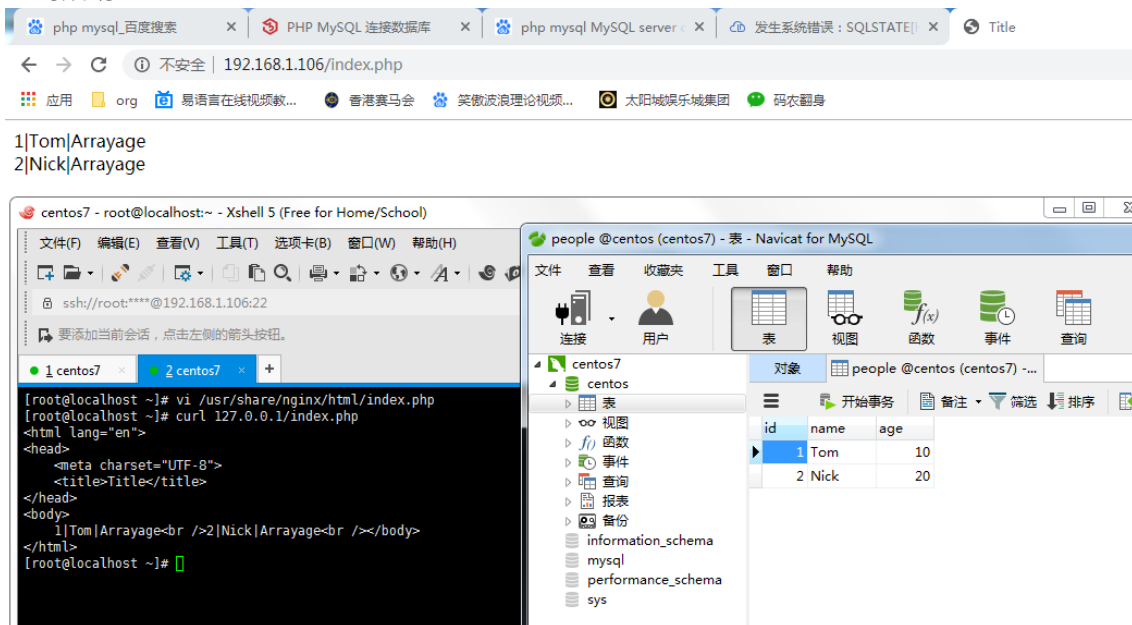 php mysql_百度搜索
PHP MySQL 连接数据库
php mysql MySQL server
发生系统错误：SQLSTATE[
Title
不安全 | 192.168.1.106/index.php
应用 org 易语言在线视频教... 香港赛马会 笑傲波浪理论视频... 太阳城娱乐城集团 码农翻身
1|Tom|Arrayage
2|Nick|Arrayage
centos7 - root@localhost:~ - Xshell 5 (Free for Home/School)
文件(F) 编辑(E) 查看(V) 工具(T) 选项卡(B) 窗口(W) 帮助(H)
ssh://root:****@192.168.1.106:22
要添加当前会话，点击左侧的箭头按钮。
1 centos7
2 centos7
[root@localhost ~]# vi /usr/share/nginx/html/index.php
[root@localhost ~]# curl 127.0.0.1/index.php
<html lang="en">
<head>
<meta charset="UTF-8">
<title>Title</title>
</head>
<body>
1|Tom|Arrayage<br />2|Nick|Arrayage<br /></body>
</html>
[root@localhost ~]#
people @centos (centos7) - 表 - Navicat for MySQL
文件 查看 收藏夹 工具 窗口 帮助
连接 用户 表 视图 函数 事件 查询
centos7
centos
表
视图
函数
事件
查询
报表
备份
information_schema
mysql
performance_schema
sys
对象 people @centos (centos7) -...
开始事务 备注 筛选 排序
id name age
1 Tom 10
2 Nick 20